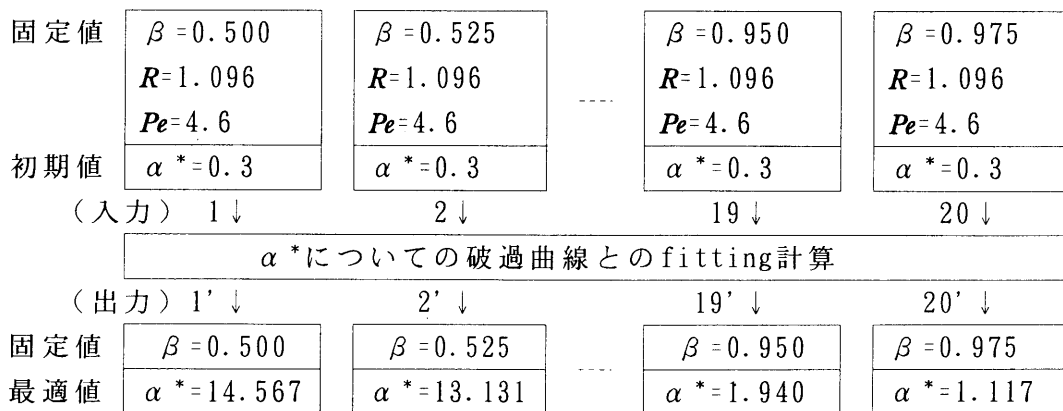 固定値 β=0.500 β=0.525 β=0.950 β=0.975
R=1.096 R=1.096 R=1.096 R=1.096
Pe=4.6 Pe=4.6 ---- Pe=4.6 Pe=4.6
初期値 α*=0.3 α*=0.3 α*=0.3 α*=0.3
(入力) 1↓ 2↓ 19↓ 20↓
α*についての破過曲線とのfitting計算
(出力) 1'↓ 2'↓ 19'↓ 20'↓
固定値 β=0.500 β=0.525 β=0.950 β=0.975
最適値 α*=14.567 α*=13.131 ---- α*=1.940 α*=1.117